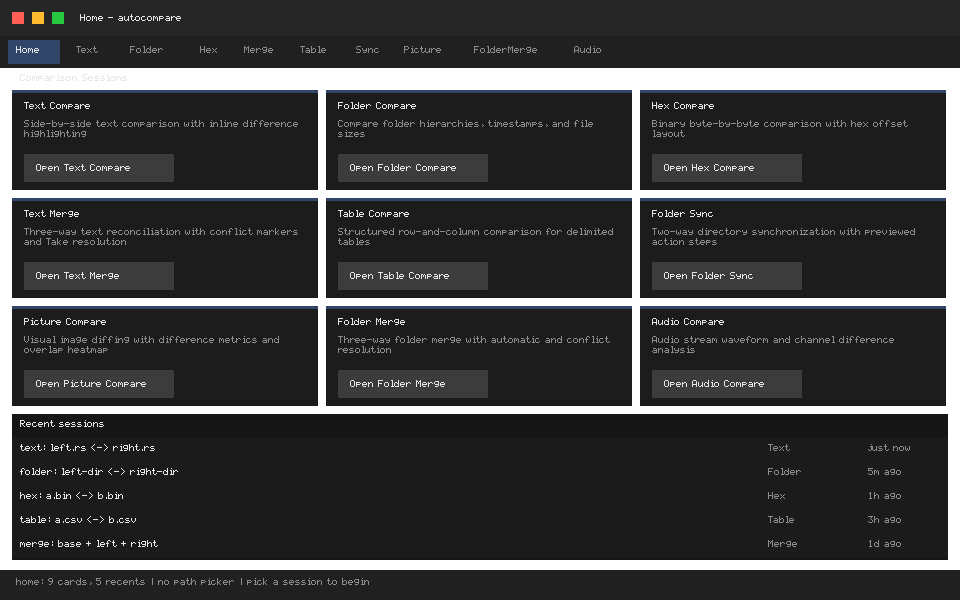 Home - autocompare
Home Text Folder Hex Merge Table Sync Picture FolderMerge Audio
Comparison Sessions
Text Compare
Side-by-side text comparison with inline difference
highlighting
Open Text Compare
Folder Compare
Compare folder hierarchies, timestamps, and file
sizes
Open Folder Compare
Hex Compare
Binary byte-by-byte comparison with hex offset
layout
Open Hex Compare
Text Merge
Three-way text reconciliation with conflict markers
and Take resolution
Open Text Merge
Table Compare
Structured row-and-column comparison for delimited
tables
Open Table Compare
Folder Sync
Two-way directory synchronization with previewed
action steps
Open Folder Sync
Picture Compare
Visual image diffing with difference metrics and
overlap heatmap
Open Picture Compare
Folder Merge
Three-way folder merge with automatic and conflict
resolution
Open Folder Merge
Audio Compare
Audio stream waveform and channel difference
analysis
Open Audio Compare
Recent sessions
text: left.rs <-> right.rs Text just now
folder: left-dir <-> right-dir Folder 5m ago
hex: a.bin <-> b.bin Hex 1h ago
table: a.csv <-> b.csv Table 3h ago
merge: base + left + right Merge 1d ago
home: 9 cards, 5 recents | no path picker | pick a session to begin